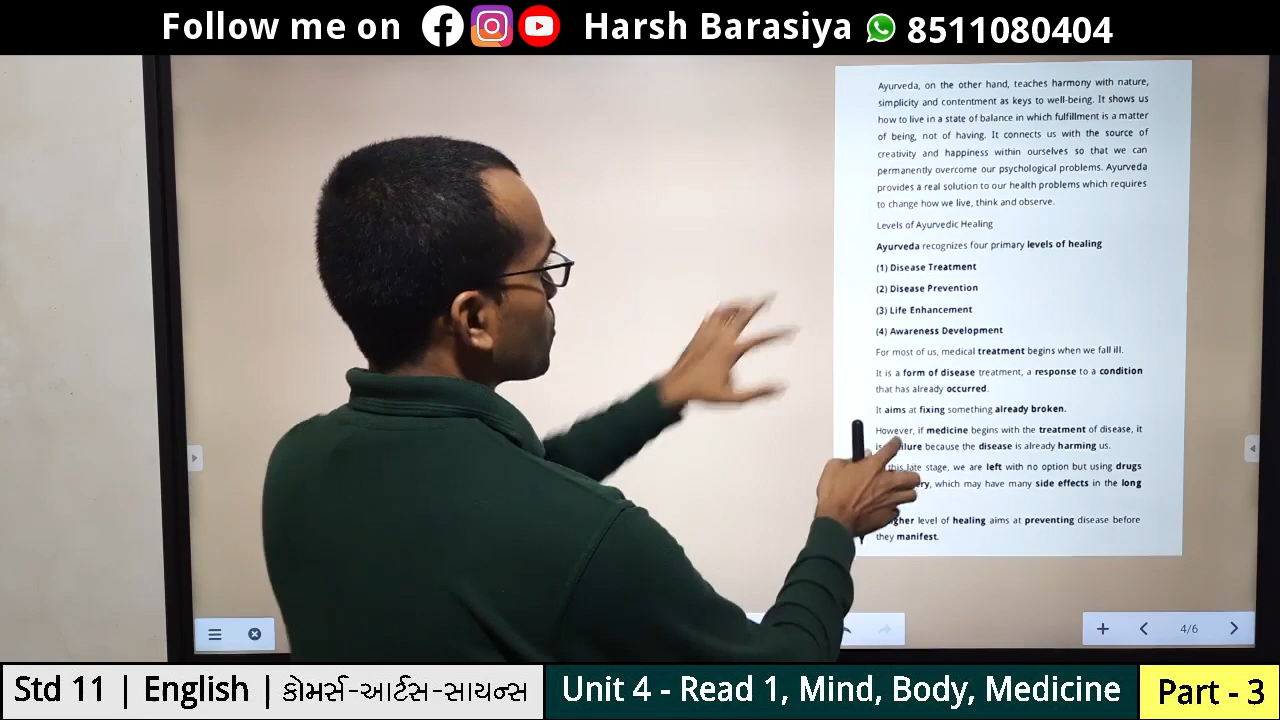 Follow me on Harsh Barasiya 8511080404
Ayurveda, on the other hand, teaches harmony with nature,
simplicity and contentment as keys to well-being. It shows us
how to live in a state of balance in which fulfillment is a matter
of being, not of having. It connects us with the source of
creativity and happiness within ourselves so that we can
permanently overcome our psychological problems. Ayurveda
provides a real solution to our health problems which requires
to change how we live, think and observe.
Levels of Ayurvedic Healing
Ayurveda recognizes four primary levels of healing
(1) Disease Treatment
(2) Disease Prevention
(3) Life Enhancement
(4) Awareness Development
For most of us, medical treatment begins when we fall ill.
It is a form of disease treatment, a response to a condition
that has already occurred.
It aims at fixing something already broken.
However, if medicine begins with the treatment of disease, it
is because the disease is already harming us.
this late stage, we are left with no option but using drugs
which may have many side effects in the long
level of healing aims at preventing disease before
they manifest.
4/6
Std 11 | English | કોમર્સ-આર્ટસ-સાયન્સ
Unit 4 - Read 1, Mind, Body, Medicine
Part - 3